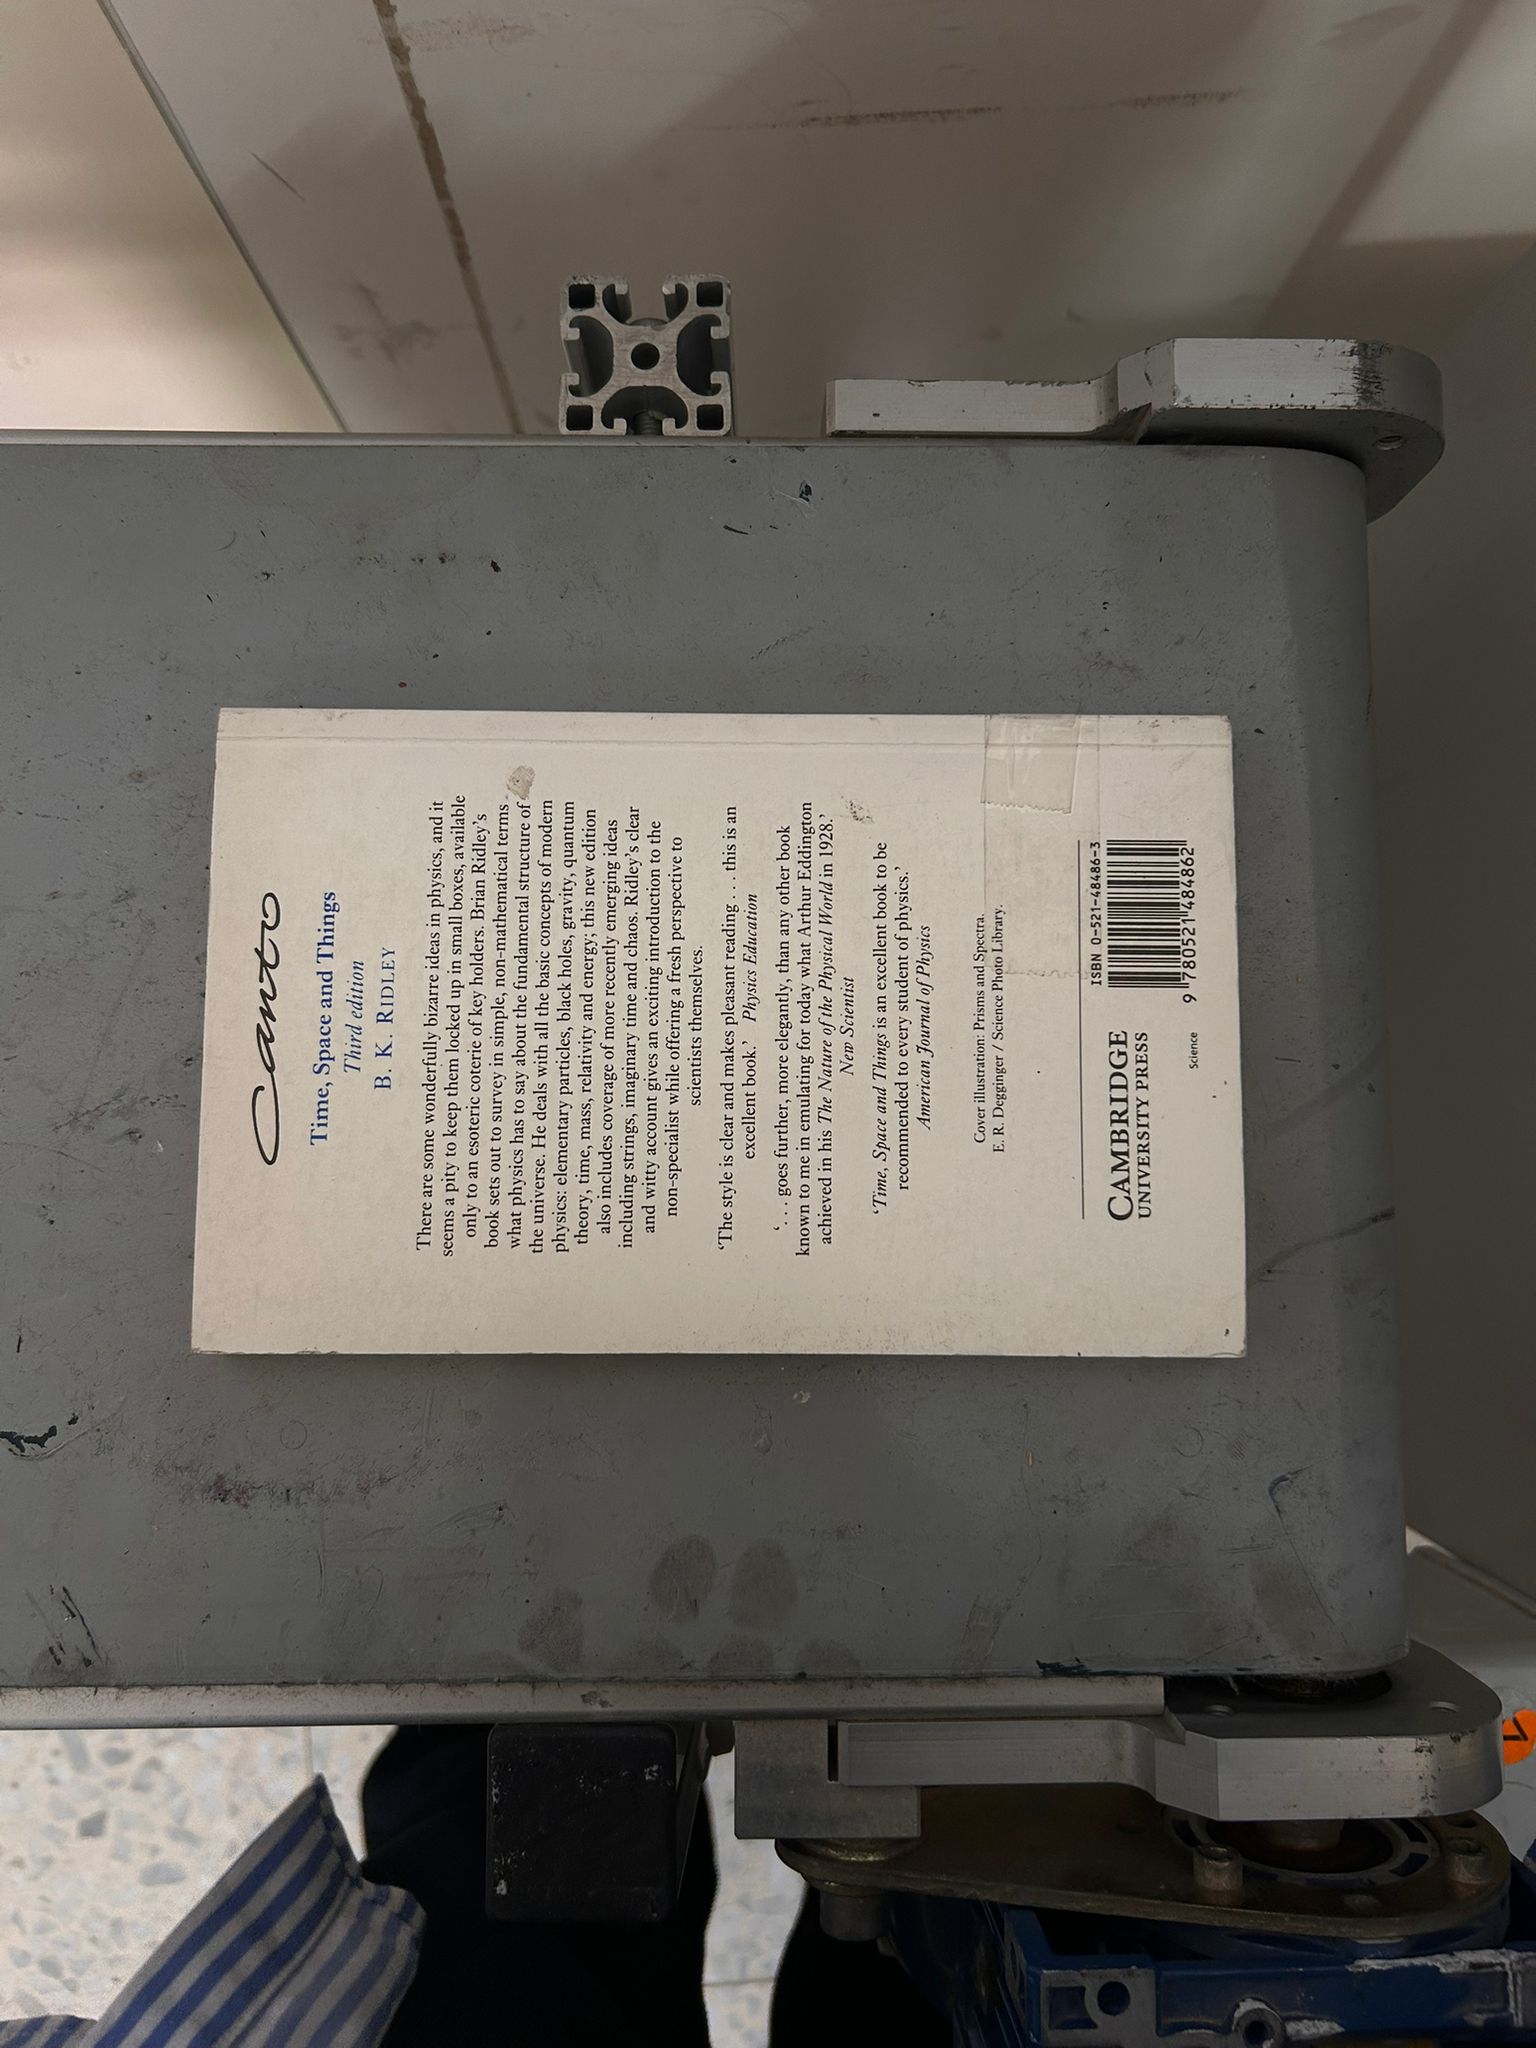 Canto
Time, Space and Things
Third edition
B. K. RIDLEY
There are some wonderfully bizarre ideas in physics, and it
seems a pity to keep them locked up in small boxes, available
only to an esoteric coterie of key holders. Brian Ridley's
book sets out to survey in simple, non-mathematical terms
what physics has to say about the fundamental structure of
the universe. He deals with all the basic concepts of modern
physics: elementary particles, black holes, gravity, quantum
theory, time, mass, relativity and energy; this new edition
also includes coverage of more recently emerging ideas
including strings, imaginary time and chaos. Ridley's clear
and witty account gives an exciting introduction to the
non-specialist while offering a fresh perspective to
scientists themselves.
‘The style is clear and makes pleasant reading . . . this is an
excellent book.’ Physics Education
‘. . . goes further, more elegantly, than any other book
known to me in emulating for today what Arthur Eddington
achieved in his The Nature of the Physical World in 1928.’
New Scientist
‘Time, Space and Things is an excellent book to be
recommended to every student of physics.’
American Journal of Physics
Cover illustration: Prisms and Spectra.
E. R. Degginger / Science Photo Library.
CAMBRIDGE
UNIVERSITY PRESS
Science
ISBN 0-521-48486-3
9 780521 484862